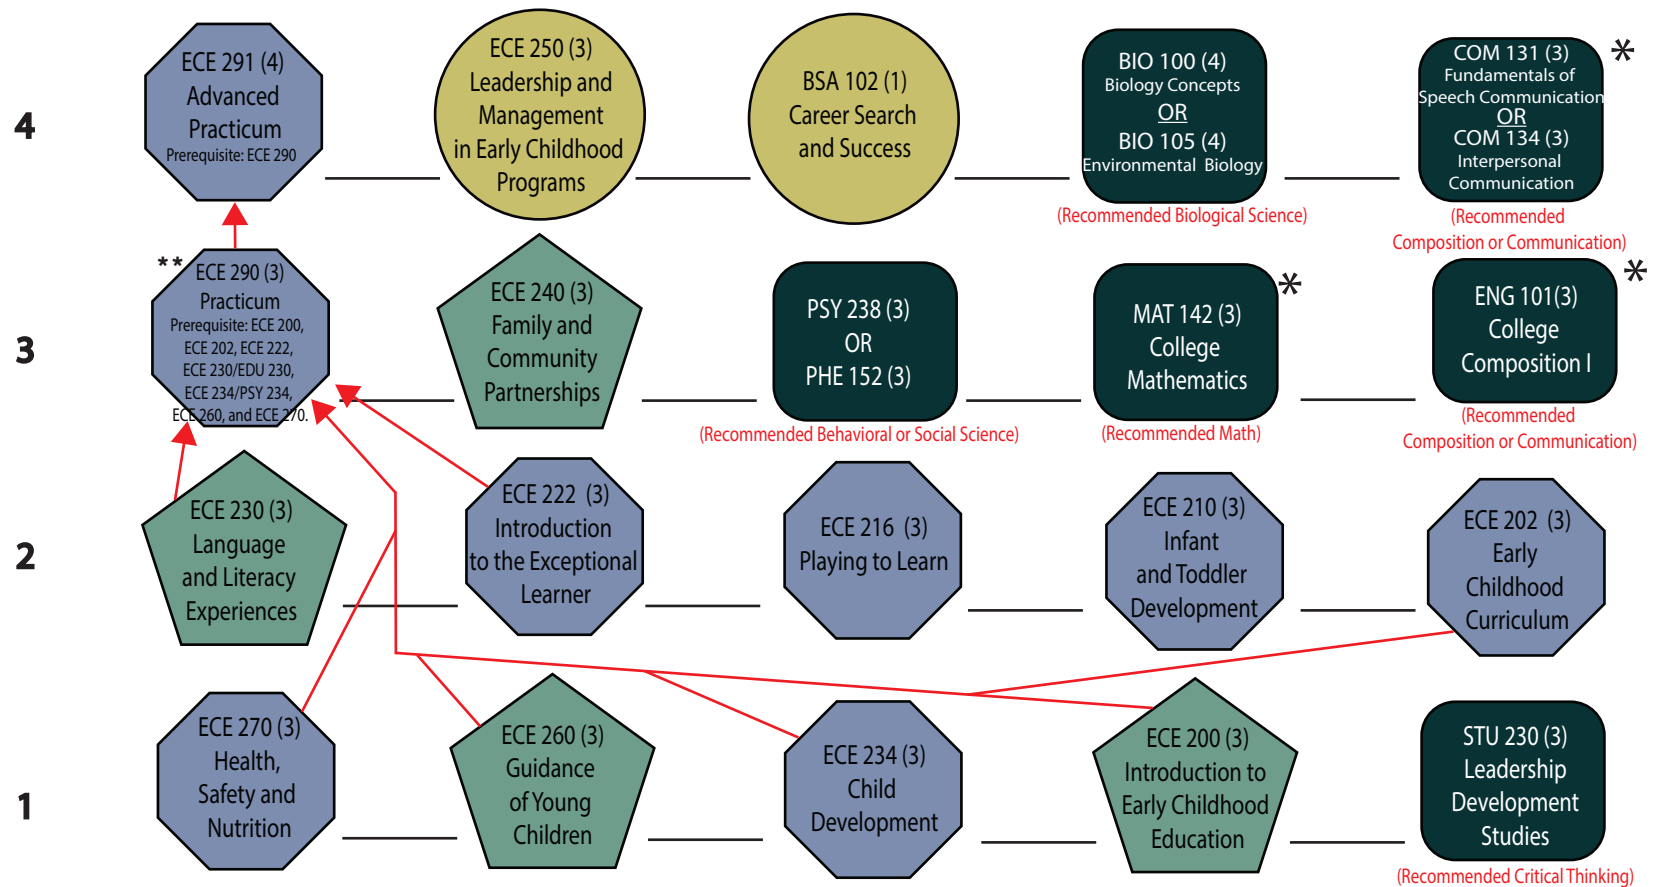 4
ECE 291 (4)
Advanced
Practicum
Prerequisite: ECE 290
ECE 250 (3)
Leadership and
Management
in Early Childhood
Programs
BSA 102 (1)
Career Search
and Success
BIO 100 (4)
Biology Concepts
OR
BIO 105 (4)
Environmental Biology
(Recommended Biological Science)
*
COM 131 (3)
Fundamentals of
Speech Communication
OR
COM 134 (3)
Interpersonal
Communication
(Recommended
Composition or Communication)
3
**
ECE 290 (3)
Practicum
Prerequisite: ECE 200,
ECE 202, ECE 222,
ECE 230/EDU 230,
ECE 234/PSY 234,
ECE 260, and ECE 270.
ECE 240 (3)
Family and
Community
Partnerships
PSY 238 (3)
OR
PHE 152 (3)
(Recommended Behavioral or Social Science)
*
MAT 142 (3)
College
Mathematics
(Recommended Math)
*
ENG 101(3)
College
Composition I
(Recommended
Composition or Communication)
2
ECE 230 (3)
Language
and Literacy
Experiences
ECE 222 (3)
Introduction
to the Exceptional
Learner
ECE 216 (3)
Playing to Learn
ECE 210 (3)
Infant
and Toddler
Development
ECE 202 (3)
Early
Childhood
Curriculum
1
ECE 270 (3)
Health,
Safety and
Nutrition
ECE 260 (3)
Guidance
of Young
Children
ECE 234 (3)
Child
Development
ECE 200 (3)
Introduction to
Early Childhood
Education
STU 230 (3)
Leadership
Development
Studies
(Recommended Critical Thinking)